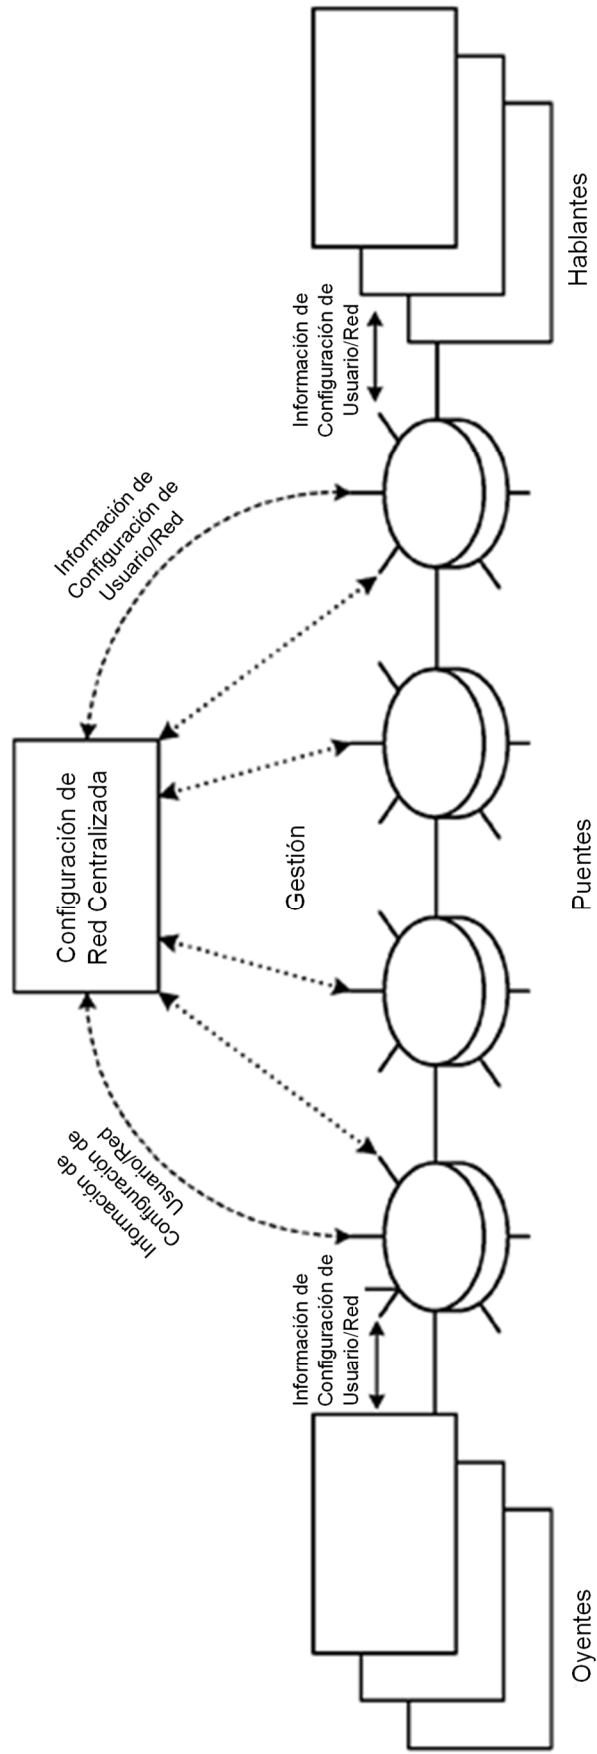 Configuración de
Red Centralizada
Información de
Configuración de
Usuario/Red
Información de
Configuración de
Usuario/Red
Información de
Configuración de
Usuario/Red
Gestión
Información de
Configuración de
Usuario/Red
Oyentes
Puentes
Hablantes